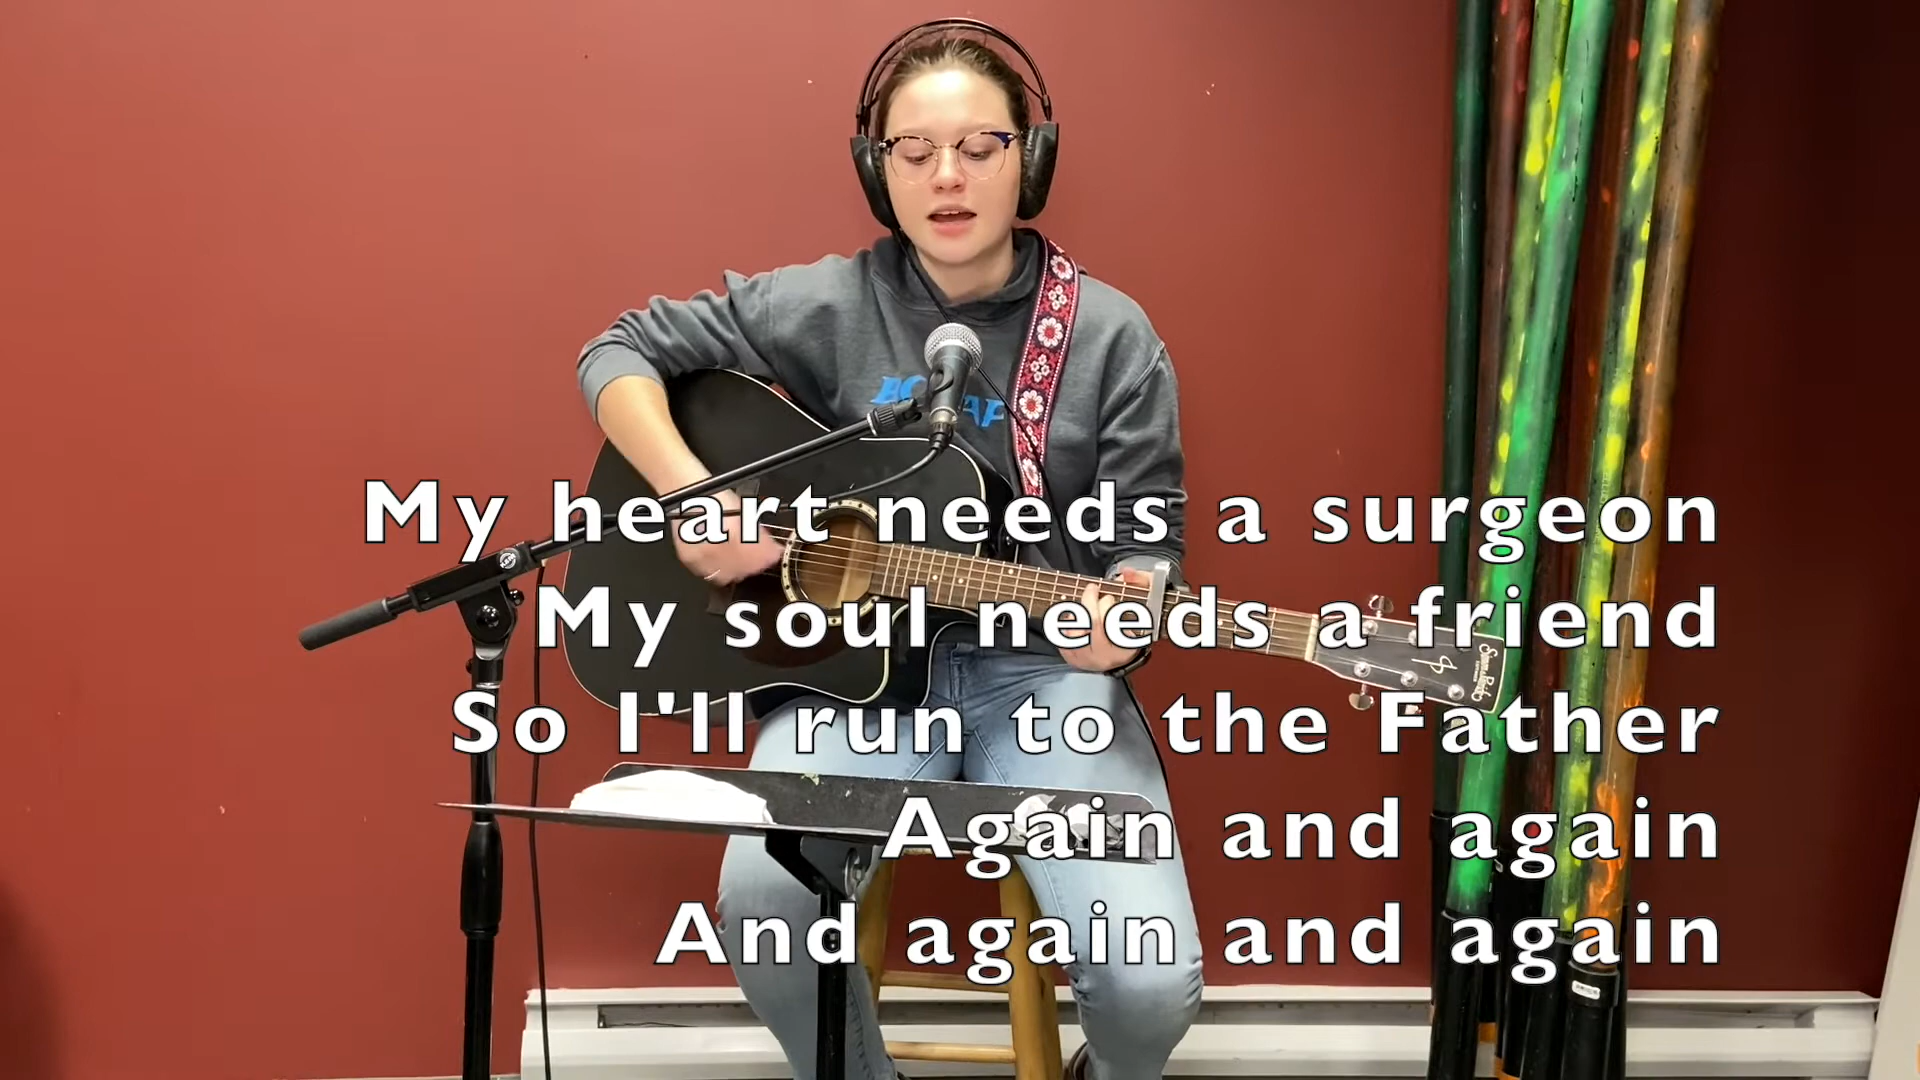 My heart needs a surgeon
My soul needs a friend
So I'll run to the Father
Again and again
And again and again